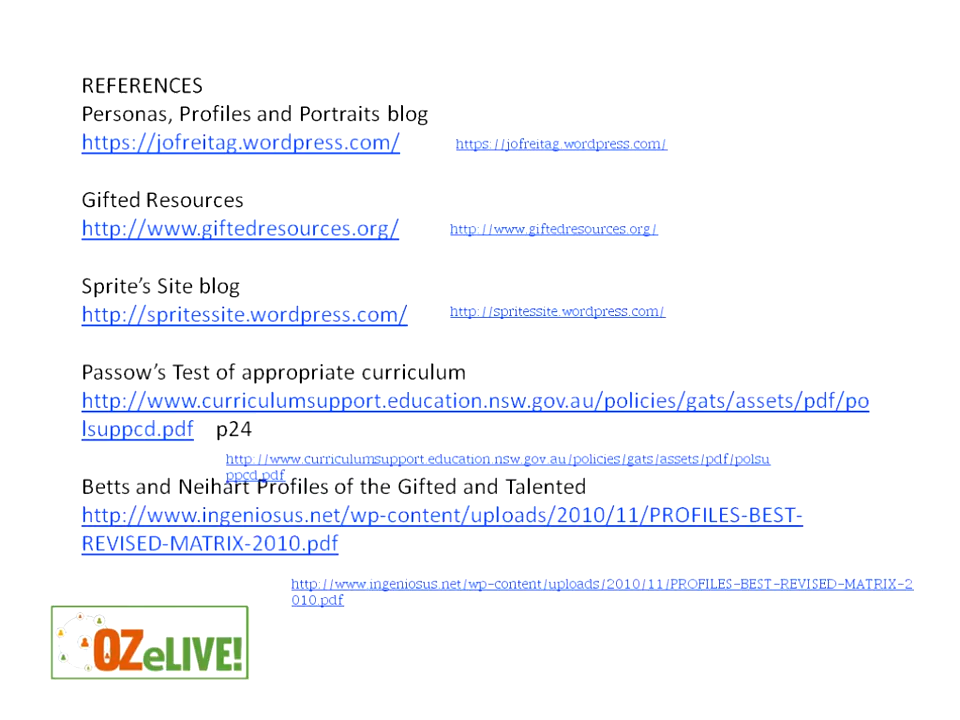 REFERENCES
Personas, Profiles and Portraits blog
https://jofreitag.wordpress.com/ https://jofreitag.wordpress.com/
Gifted Resources
http://www.giftedresources.org/ http://www.giftedresources.org/
Sprite’s Site blog
http://spritessite.wordpress.com/ http://spritessite.wordpress.com/
Passow’s Test of appropriate curriculum
http://www.curriculumsupport.education.nsw.gov.au/policies/gats/assets/pdf/po
lsuppcd.pdf p24
http://www.curriculumsupport.education.nsw.gov.au/policies/gats/assets/pdf/polsu
ppcd.pdf
Betts and Neihart Profiles of the Gifted and Talented
http://www.ingeniosus.net/wp-content/uploads/2010/11/PROFILES-BEST-
REVISED-MATRIX-2010.pdf
http://www.ingeniosus.net/wp-content/uploads/2010/11/PROFILES-BEST-REVISED-MATRIX-2
010.pdf
OZeLIVE!